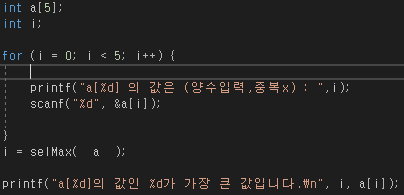 int a[5];
int i;
for (i = 0; i < 5; i++) {
printf("a[%d] 의 값은 (양수입력,중복x) : ",i);
scanf("%d", &a[i]);
}
i = selMax(  a  );
printf("a[%d]의 값인 %d가 가장 큰 값입니다.₩n", i, a[i]);